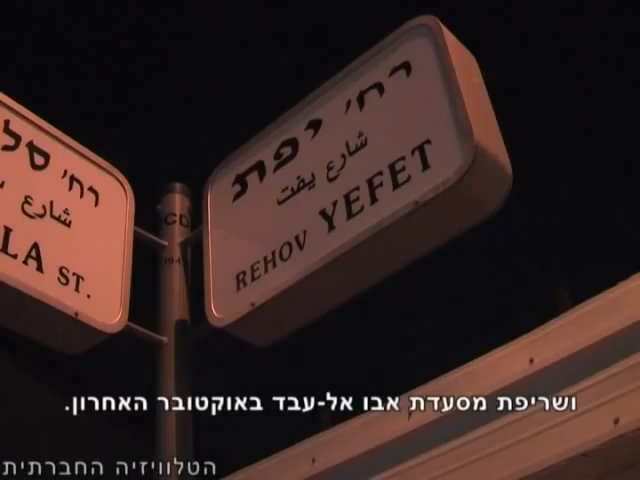 רח' סל
شارع
LA ST.
רח' יפת
شارع يفت
REHOV YEFET
ושריפת מסעדת אבו אל-עבד באוקטובר האחרון.
הטלוויזיה החברתית